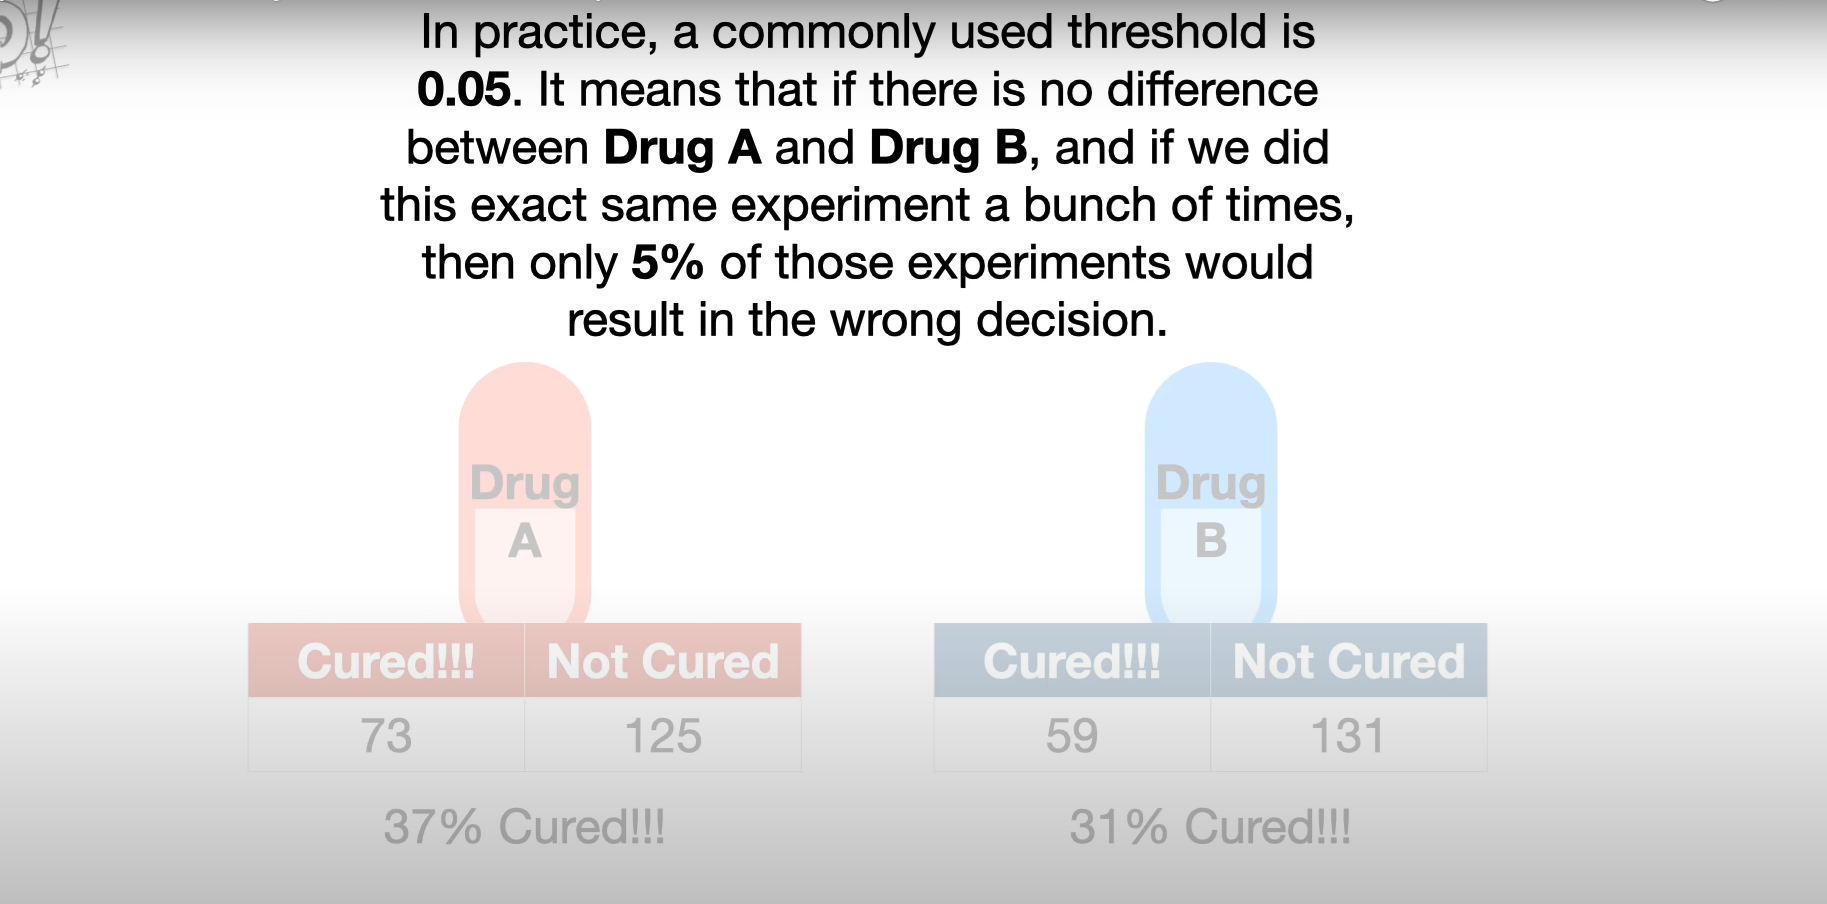 In practice, a commonly used threshold is
0.05. It means that if there is no difference
between Drug A and Drug B, and if we did
this exact same experiment a bunch of times,
then only 5% of those experiments would
result in the wrong decision.
Drug
A
Drug
B
Cured!!! Not Cured
73 125
37% Cured!!!
Cured!!! Not Cured
59 131
31% Cured!!!